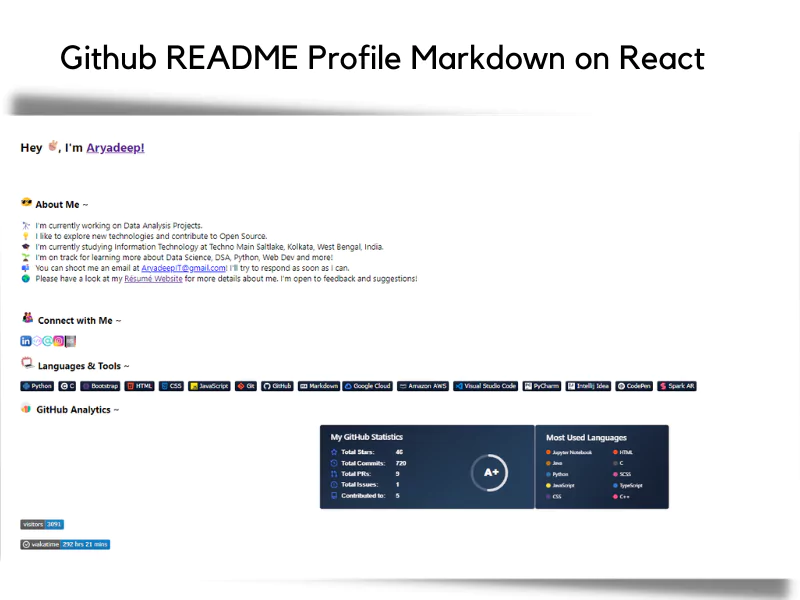 Github README Profile Markdown on React
Hey ✌, I'm Aryadeep!
😎 About Me ~
🔭 I'm currently working on Data Analysis Projects.
💡 I like to explore new technologies and contribute to Open Source.
🎓 I'm currently studying Information Technology at Techno Main Saltlake, Kolkata, West Bengal, India.
🌱 I'm on track for learning more about Data Science, DSA, Python, Web Dev and more!
📫 You can shoot me an email at AryadeepIT@gmail.com! I'll try to respond as soon as I can.
🌍 Please have a look at my Résumé Website for more details about me. I'm open to feedback and suggestions!
Connect with Me ~
in
Languages & Tools ~
Python C Bootstrap HTML CSS JavaScript Git GitHub Markdown Google Cloud Amazon AWS Visual Studio Code PyCharm Intellij Idea CodePen Spark AR
GitHub Analytics ~
My GitHub Statistics
Total Stars: 46
Total Commits: 720
Total PRs: 9
Total Issues: 1
Contributed to: 5
A+
Most Used Languages
Jupyter Notebook HTML
Java C
Python SCSS
JavaScript TypeScript
CSS C++
visitors 3091
wakatime 292 hrs 21 mins